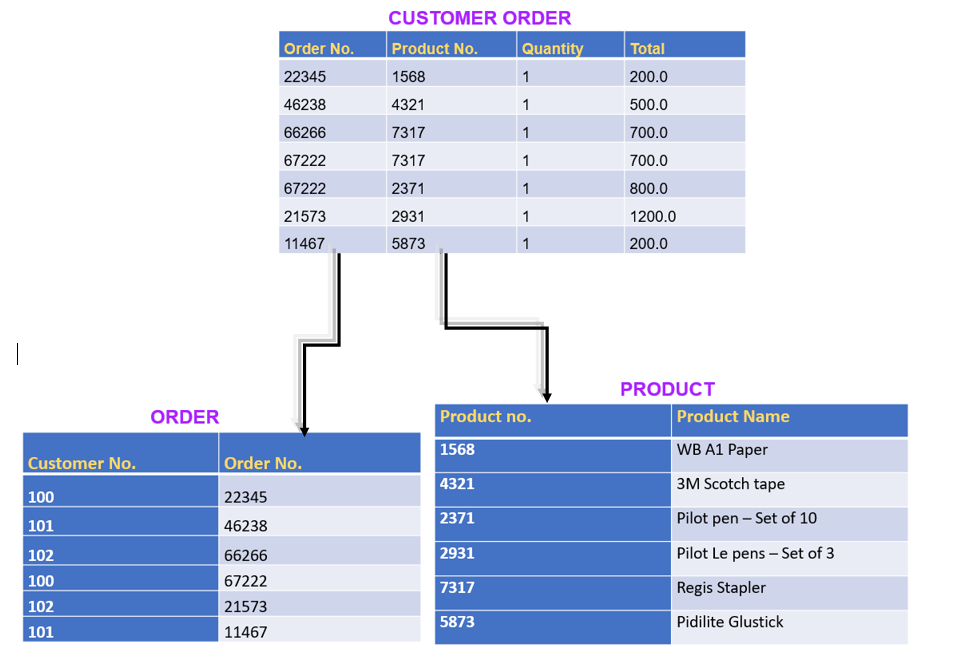 CUSTOMER ORDER
Order No. Product No. Quantity Total
22345 1568 1 200.0
46238 4321 1 500.0
66266 7317 1 700.0
67222 7317 1 700.0
67222 2371 1 800.0
21573 2931 1 1200.0
11467 5873 1 200.0
ORDER
Customer No. Order No.
100 22345
101 46238
102 66266
100 67222
102 21573
101 11467
PRODUCT
Product no. Product Name
1568 WB A1 Paper
4321 3M Scotch tape
2371 Pilot pen – Set of 10
2931 Pilot Le pens – Set of 3
7317 Regis Stapler
5873 Pidilite Glustick